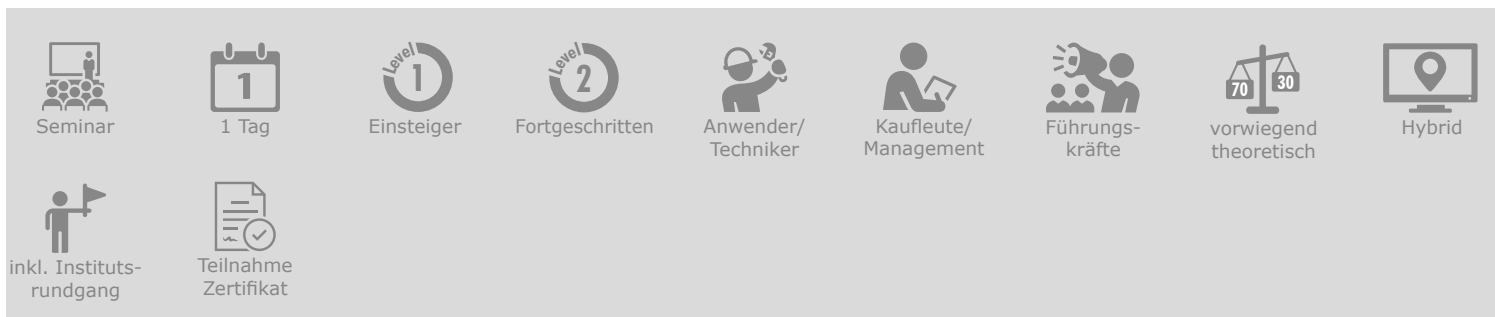 Seminar
1
1 Tag
Level
1
Einsteiger
Level
2
Fortgeschritten
Anwender/
Techniker
Kaufleute/
Management
Führungs-
kräfte
70 30
vorwiegend
theoretisch
Hybrid
inkl. Instituts-
rundgang
Teilnahme
Zertifikat